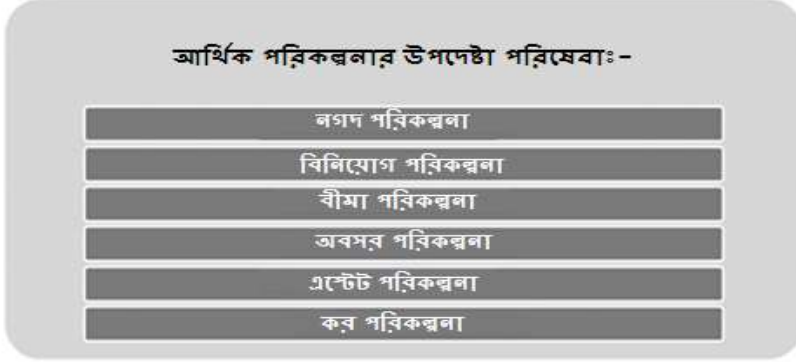 আর্থিক পরিকল্পনার উপদেষ্টা পরিষেবাঃ-
নগদ পরিকল্পনা
বিনিয়োগ পরিকল্পনা
বীমা পরিকল্পনা
অবসর পরিকল্পনা
এস্টেট পরিকল্পনা
কর পরিকল্পনা